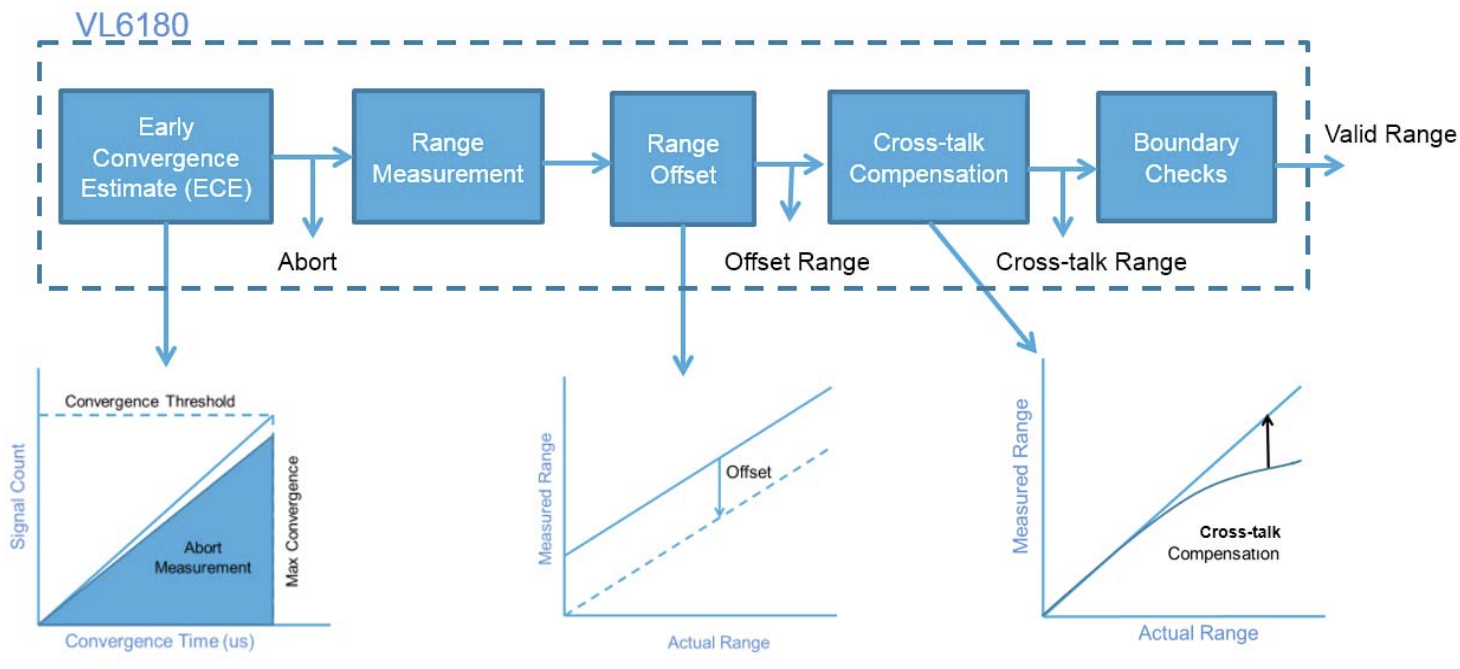 VL6180
Early
Convergence
Estimate (ECE)
Range
Measurement
Range
Offset
Cross-talk
Compensation
Boundary
Checks
Valid Range
Abort
Offset Range
Cross-talk Range
Convergence Threshold
Signal Count
Abort
Measurement
Max Convergence
Convergence Time (us)
Measured Range
Offset
Actual Range
Measured Range
Cross-talk
Compensation
Actual Range